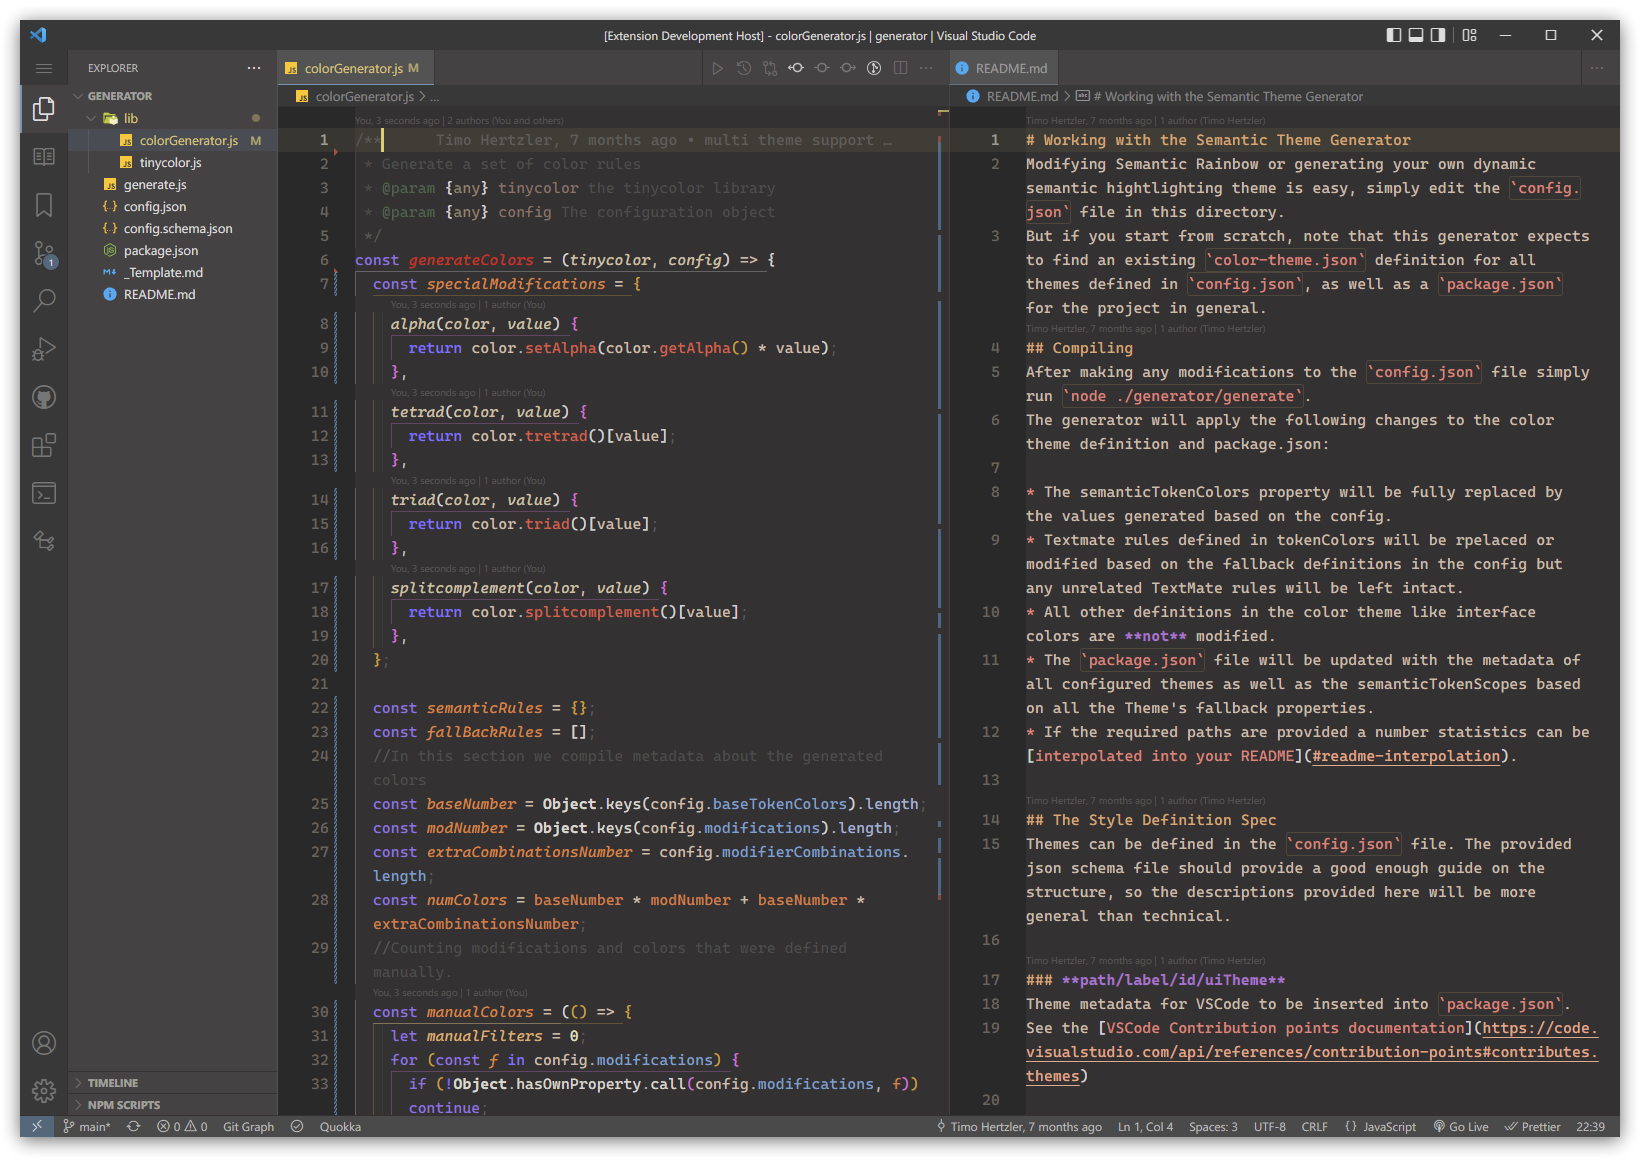 [Extension Development Host] - colorGenerator.js | generator | Visual Studio Code
EXPLORER
GENERATOR
lib
colorGenerator.js M
tinycolor.js
generate.js
config.json
config.schema.json
package.json
_Template.md
README.md
TIMELINE
NPM SCRIPTS
colorGenerator.js M
colorGenerator.js > ...
You, 3 seconds ago | 2 authors (You and others)
1 /** Timo Hertzler, 7 months ago • multi theme support …
2 * Generate a set of color rules
3 * @param {any} tinycolor the tinycolor library
4 * @param {any} config The configuration object
5 */
6 const generateColors = (tinycolor, config) => {
7 const specialModifications = {
You, 3 seconds ago | 1 author (You)
8 alpha(color, value) {
9 return color.setAlpha(color.getAlpha() * value);
10 },
You, 3 seconds ago | 1 author (You)
11 tetrad(color, value) {
12 return color.tretrad()[value];
13 },
You, 3 seconds ago | 1 author (You)
14 triad(color, value) {
15 return color.triad()[value];
16 },
You, 3 seconds ago | 1 author (You)
17 splitcomplement(color, value) {
18 return color.splitcomplement()[value];
19 },
20 };
21
22 const semanticRules = {};
23 const fallBackRules = [];
24 //In this section we compile metadata about the generated
colors
25 const baseNumber = Object.keys(config.baseTokenColors).length;
26 const modNumber = Object.keys(config.modifications).length;
27 const extraCombinationsNumber = config.modifierCombinations.
length;
28 const numColors = baseNumber * modNumber + baseNumber *
extraCombinationsNumber;
29 //Counting modifications and colors that were defined
manually.
You, 3 seconds ago | 1 author (You)
30 const manualColors = (() => {
31 let manualFilters = 0;
32 for (const f in config.modifications) {
33 if (!Object.hasOwnProperty.call(config.modifications, f))
continue;
README.md
README.md > # Working with the Semantic Theme Generator
Timo Hertzler, 7 months ago | 1 author (Timo Hertzler)
1 # Working with the Semantic Theme Generator
2 Modifying Semantic Rainbow or generating your own dynamic
semantic hightlighting theme is easy, simply edit the `config.
json` file in this directory.
3 But if you start from scratch, note that this generator expects
to find an existing `color-theme.json` definition for all
themes defined in `config.json`, as well as a `package.json`
for the project in general.
Timo Hertzler, 7 months ago | 1 author (Timo Hertzler)
4 ## Compiling
5 After making any modifications to the `config.json` file simply
run `node ./generator/generate`.
6 The generator will apply the following changes to the color
theme definition and package.json:
7
8 * The semanticTokenColors property will be fully replaced by
the values generated based on the config.
9 * Textmate rules defined in tokenColors will be rpelaced or
modified based on the fallback definitions in the config but
any unrelated TextMate rules will be left intact.
10 * All other definitions in the color theme like interface
colors are **not** modified.
11 * The `package.json` file will be updated with the metadata of
all configured themes as well as the semanticTokenScopes based
on all the Theme's fallback properties.
12 * If the required paths are provided a number statistics can be
[interpolated into your README](#readme-interpolation).
13
Timo Hertzler, 7 months ago | 1 author (Timo Hertzler)
14 ## The Style Definition Spec
15 Themes can be defined in the `config.json` file. The provided
json schema file should provide a good enough guide on the
structure, so the descriptions provided here will be more
general than technical.
16
Timo Hertzler, 7 months ago | 1 author (Timo Hertzler)
17 ### **path/label/id/uiTheme**
18 Theme metadata for VSCode to be inserted into `package.json`.
19 See the [VSCode Contribution points documentation](https://code.
visualstudio.com/api/references/contribution-points#contributes.
themes)
20
main* 0 0 Git Graph Quokka Timo Hertzler, 7 months ago Ln 1, Col 4 Spaces: 3 UTF-8 CRLF {} JavaScript Go Live Prettier 22:39